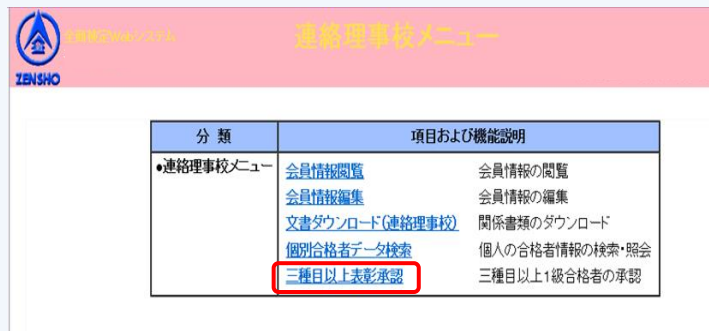 全商検定Webシステム
連絡理事校メニュー
ZENSHO
分 類 項目および機能説明
●連絡理事校メニュー 会員情報閲覧 会員情報の閲覧
会員情報編集 会員情報の編集
文書ダウンロード(連絡理事校) 関係書類のダウンロード
個別合格者データ検索 個人の合格者情報の検索・照会
三種目以上表彰承認 三種目以上1級合格者の承認